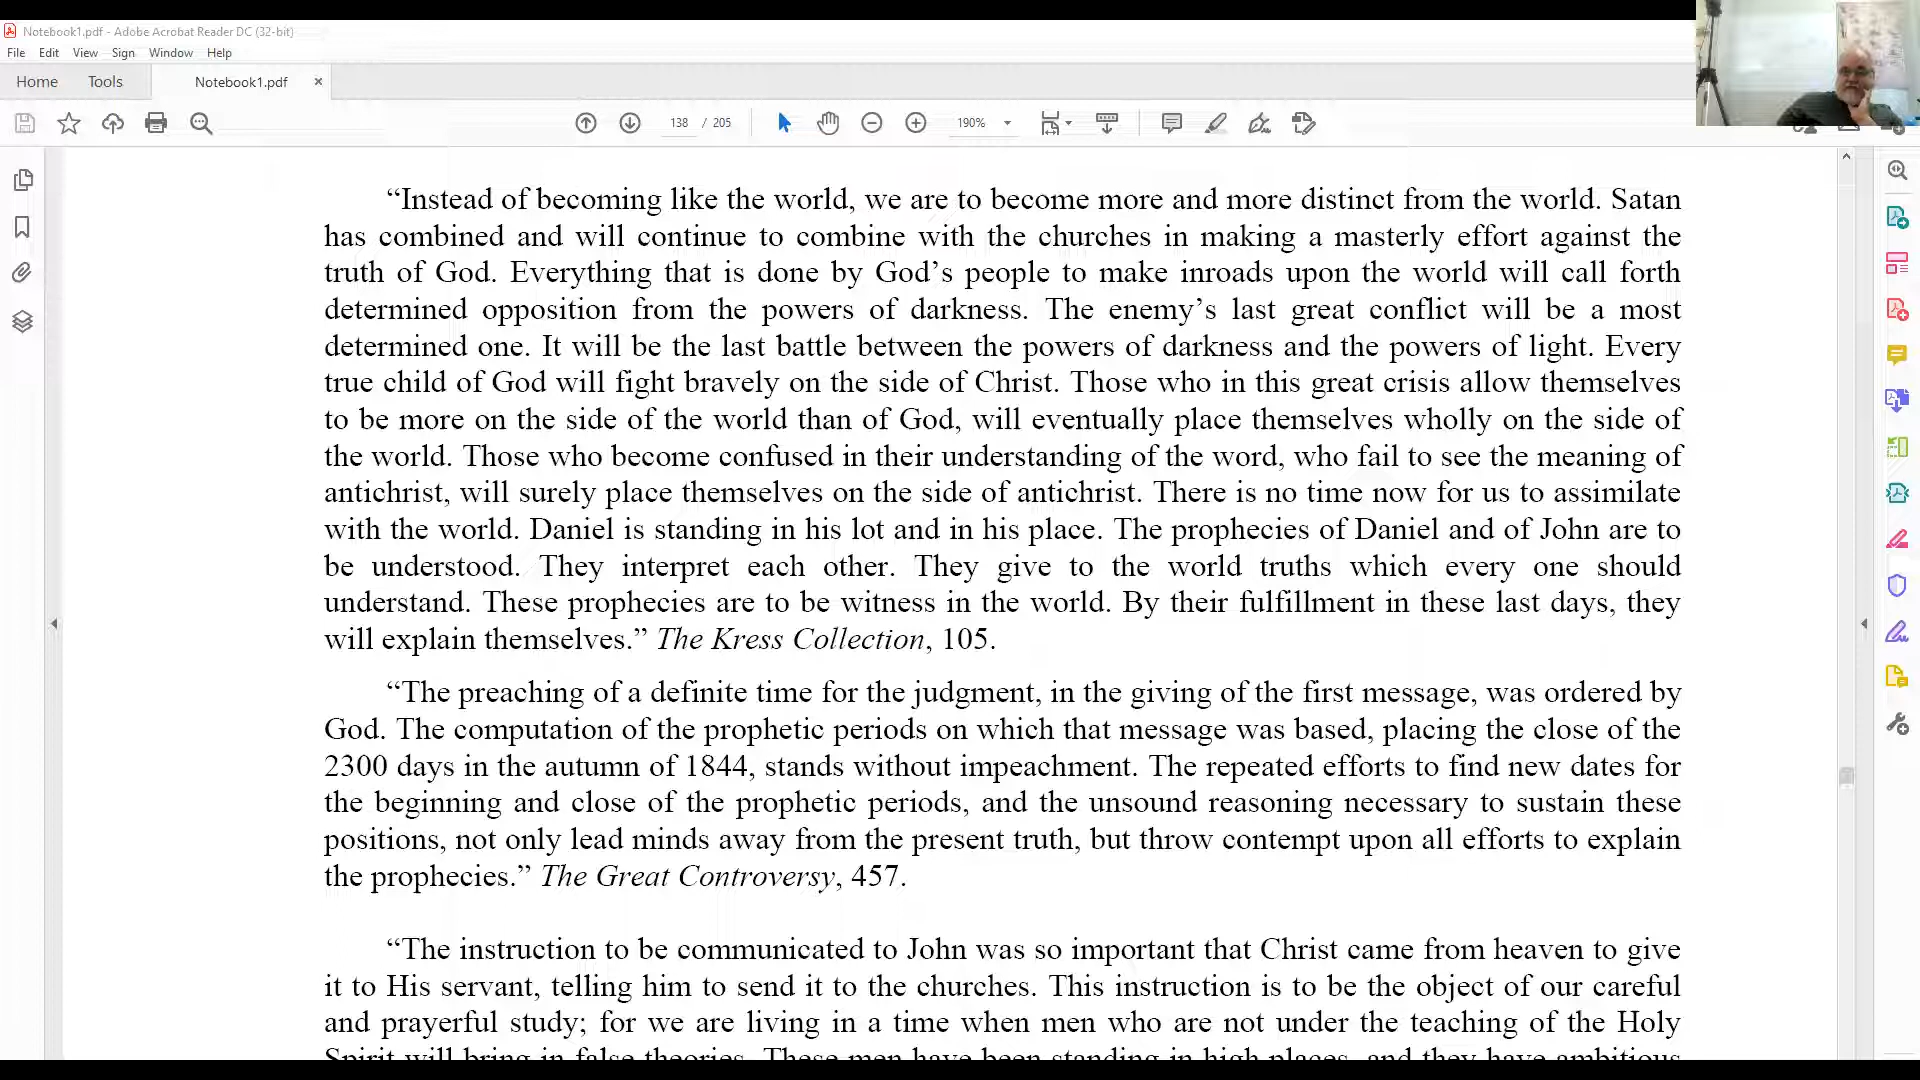 Notebook1.pdf - Adobe Acrobat Reader DC (32-bit)
File Edit View Sign Window Help
Home Tools Notebook1.pdf ×
138 / 205 190%
“Instead of becoming like the world, we are to become more and more distinct from the world. Satan
has combined and will continue to combine with the churches in making a masterly effort against the
truth of God. Everything that is done by God’s people to make inroads upon the world will call forth
determined opposition from the powers of darkness. The enemy’s last great conflict will be a most
determined one. It will be the last battle between the powers of darkness and the powers of light. Every
true child of God will fight bravely on the side of Christ. Those who in this great crisis allow themselves
to be more on the side of the world than of God, will eventually place themselves wholly on the side of
the world. Those who become confused in their understanding of the word, who fail to see the meaning of
antichrist, will surely place themselves on the side of antichrist. There is no time now for us to assimilate
with the world. Daniel is standing in his lot and in his place. The prophecies of Daniel and of John are to
be understood. They interpret each other. They give to the world truths which every one should
understand. These prophecies are to be witness in the world. By their fulfillment in these last days, they
will explain themselves.” The Kress Collection, 105.
“The preaching of a definite time for the judgment, in the giving of the first message, was ordered by
God. The computation of the prophetic periods on which that message was based, placing the close of the
2300 days in the autumn of 1844, stands without impeachment. The repeated efforts to find new dates for
the beginning and close of the prophetic periods, and the unsound reasoning necessary to sustain these
positions, not only lead minds away from the present truth, but throw contempt upon all efforts to explain
the prophecies.” The Great Controversy, 457.
“The instruction to be communicated to John was so important that Christ came from heaven to give
it to His servant, telling him to send it to the churches. This instruction is to be the object of our careful
and prayerful study; for we are living in a time when men who are not under the teaching of the Holy
Spirit will bring in false theories. These men have been standing in high places, and they have ambitious